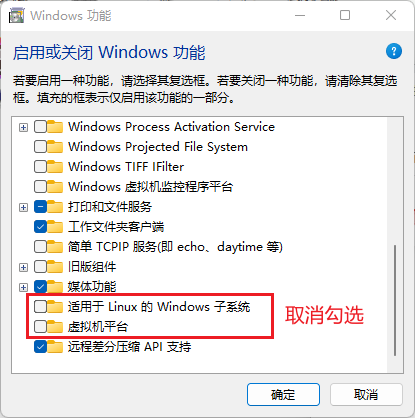 Windows 功能
启用或关闭 Windows 功能
若要启用一种功能，请选择其复选框。若要关闭一种功能，请清除其复选
框。填充的框表示仅启用该功能的一部分。
Windows Process Activation Service
Windows Projected File System
Windows TIFF IFilter
Windows 虚拟机监控程序平台
打印和文件服务
工作文件夹客户端
简单 TCPIP 服务(即 echo、daytime 等)
旧版组件
媒体功能
适用于 Linux 的 Windows 子系统
虚拟机平台
取消勾选
远程差分压缩 API 支持
确定
取消